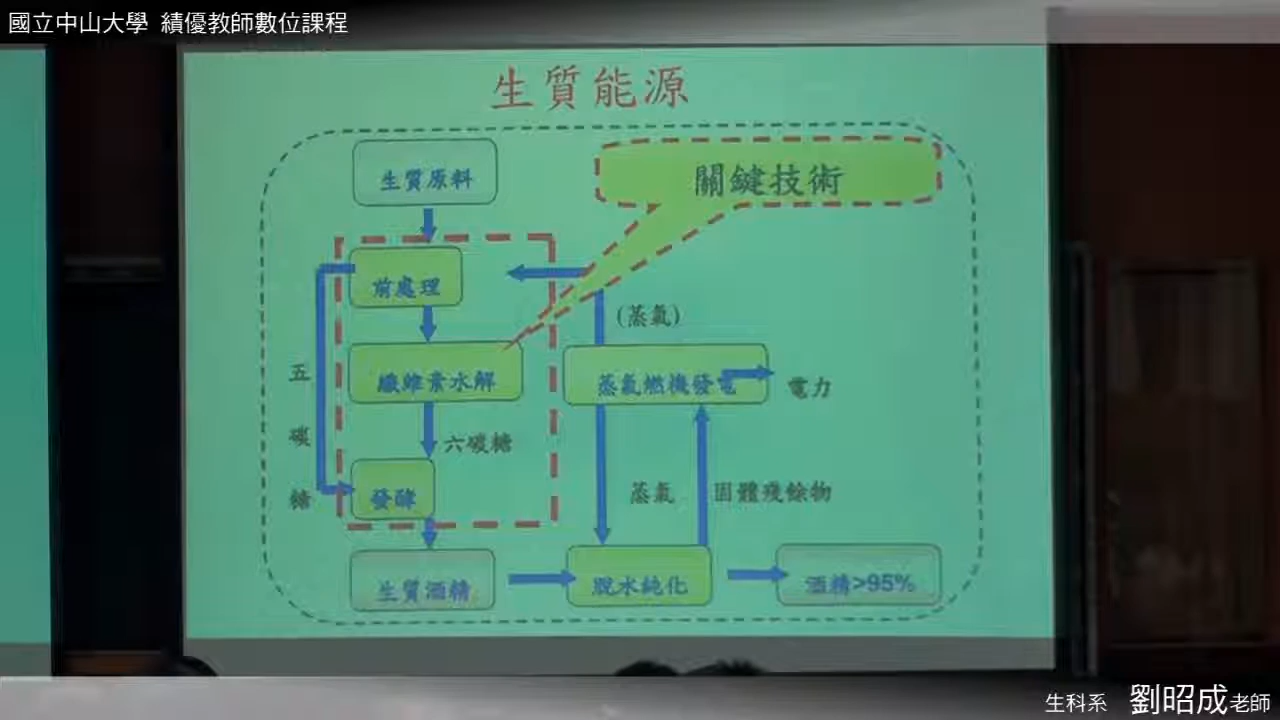 國立中山大學 績優教師數位課程
生質能源
生質原料
關鍵技術
前處理
(蒸氣)
纖維素水解
蒸氣燃機發電
電力
五
碳
糖
六碳糖
發酵
蒸氣
固體殘餘物
生質酒精
脫水純化
酒精>95%
生科系 劉昭成老師